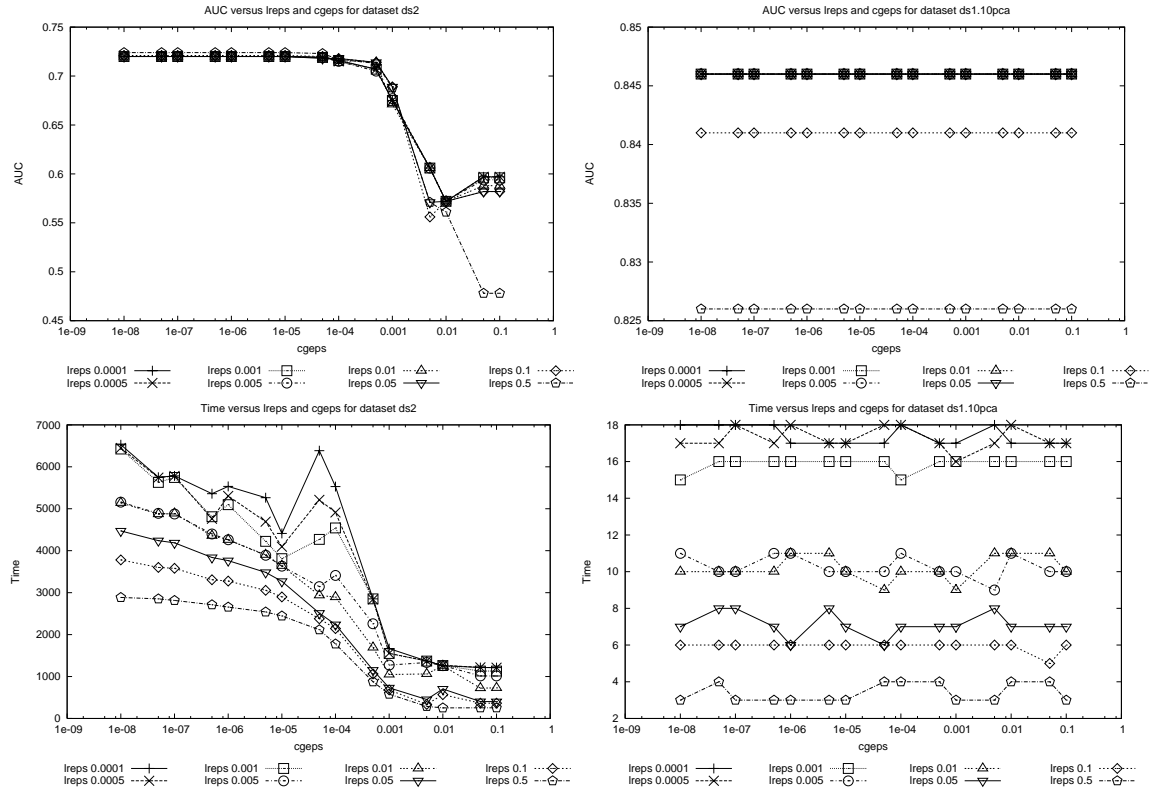 AUC versus lreps and cgeps for dataset ds2
0.75
0.7
0.65
0.6
0.55
0.5
0.45
AUC
1e-09 1e-08 1e-07 1e-06 1e-05 1e-04 0.001 0.01 0.1 1
cgeps
lreps 0.0001 lreps 0.001 lreps 0.01 lreps 0.1
lreps 0.0005 lreps 0.005 lreps 0.05 lreps 0.5
AUC versus lreps and cgeps for dataset ds1.10pca
0.85
0.845
0.84
0.835
0.83
0.825
AUC
1e-09 1e-08 1e-07 1e-06 1e-05 1e-04 0.001 0.01 0.1 1
cgeps
lreps 0.0001 lreps 0.001 lreps 0.01 lreps 0.1
lreps 0.0005 lreps 0.005 lreps 0.05 lreps 0.5
Time versus lreps and cgeps for dataset ds2
7000
6000
5000
4000
3000
2000
1000
0
Time
1e-09 1e-08 1e-07 1e-06 1e-05 1e-04 0.001 0.01 0.1 1
cgeps
lreps 0.0001 lreps 0.001 lreps 0.01 lreps 0.1
lreps 0.0005 lreps 0.005 lreps 0.05 lreps 0.5
Time versus lreps and cgeps for dataset ds1.10pca
18
16
14
12
10
8
6
4
2
Time
1e-09 1e-08 1e-07 1e-06 1e-05 1e-04 0.001 0.01 0.1 1
cgeps
lreps 0.0001 lreps 0.001 lreps 0.01 lreps 0.1
lreps 0.0005 lreps 0.005 lreps 0.05 lreps 0.5